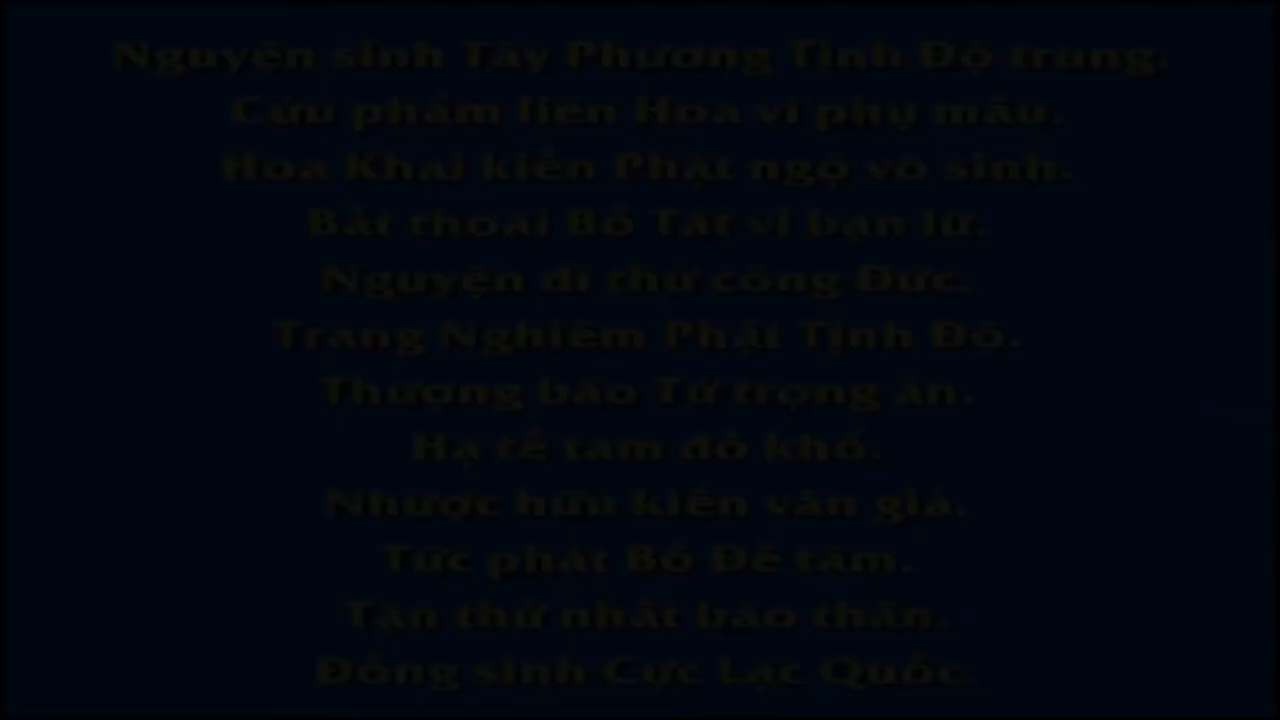 Nguyện sinh Tây Phương Tịnh Độ trung.
Cửu phẩm liên Hoa vi phụ mẫu.
Hoa Khai kiến Phật ngộ vô sinh.
Bất thoái Bồ Tát vi bạn lữ.
Nguyện dĩ thử công Đức.
Trang Nghiêm Phật Tịnh Độ.
Thượng báo Tứ trọng ân.
Hạ tế tam đồ khổ.
Nhược hữu kiến văn giả.
Tức phát Bồ Đề tâm.
Tận thử nhất báo thân.
Đồng sinh Cực Lạc Quốc.